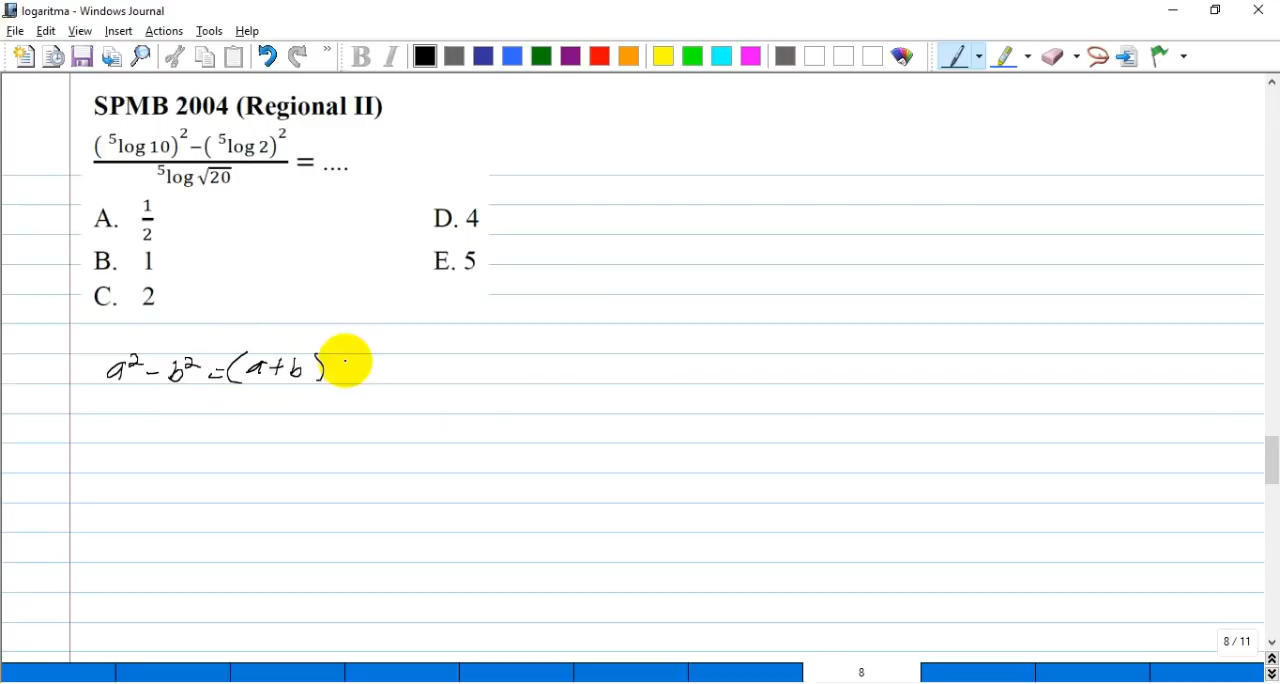 logaritma - Windows Journal
File Edit View Insert Actions Tools Help
» B I
SPMB 2004 (Regional II)
(⁵log 10)² − (⁵log 2)²
⁵log √20
= ....
A. 1/2 D. 4
B. 1 E. 5
C. 2
a² - b² = (a+b)
8 / 11
8